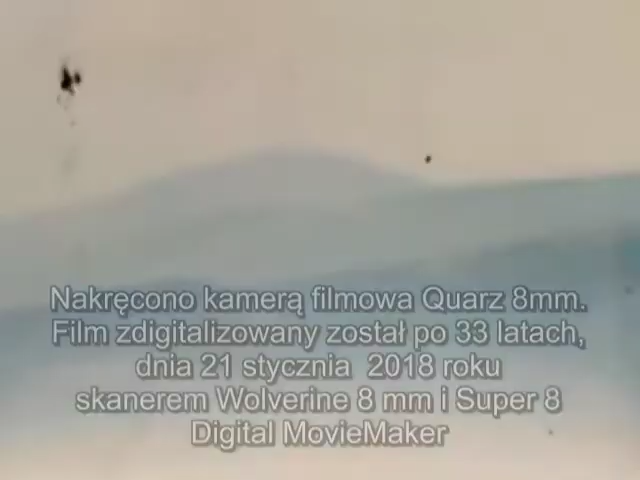 Nakręcono kamerą filmowa Quarz 8mm.
Film zdigitalizowany został po 33 latach,
dnia 21 stycznia 2018 roku
skanerem Wolverine 8 mm i Super 8
Digital MovieMaker